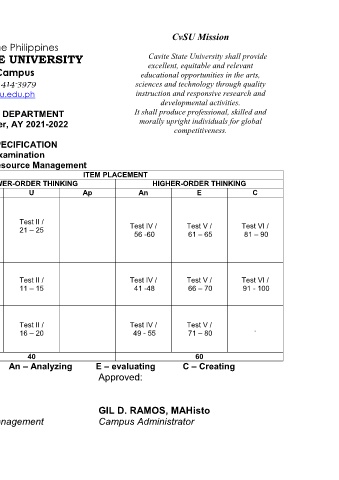 e Philippines
E UNIVERSITY
Campus
414-3979
u.edu.ph
CvSU Mission
Cavite State University shall provide
excellent, equitable and relevant
educational opportunities in the arts,
sciences and technology through quality
instruction and responsive research and
developmental activities.
It shall produce professional, skilled and
morally upright individuals for global
competitiveness.
DEPARTMENT
er, AY 2021-2022
PECIFICATION
xamination
esource Management
ITEM PLACEMENT
WER-ORDER THINKING HIGHER-ORDER THINKING
U Ap An E C
Test II / Test IV / Test V / Test VI /
21 – 25 56 -60 61 – 65 81 – 90
Test II / Test IV / Test V / Test VI /
11 – 15 41 -48 66 – 70 91 - 100
Test II / Test IV / Test V / .
16 – 20 49 - 55 71 – 80
40 60
An – Analyzing E – evaluating C – Creating
Approved:
GIL D. RAMOS, MAHisto
nagement Campus Administrator